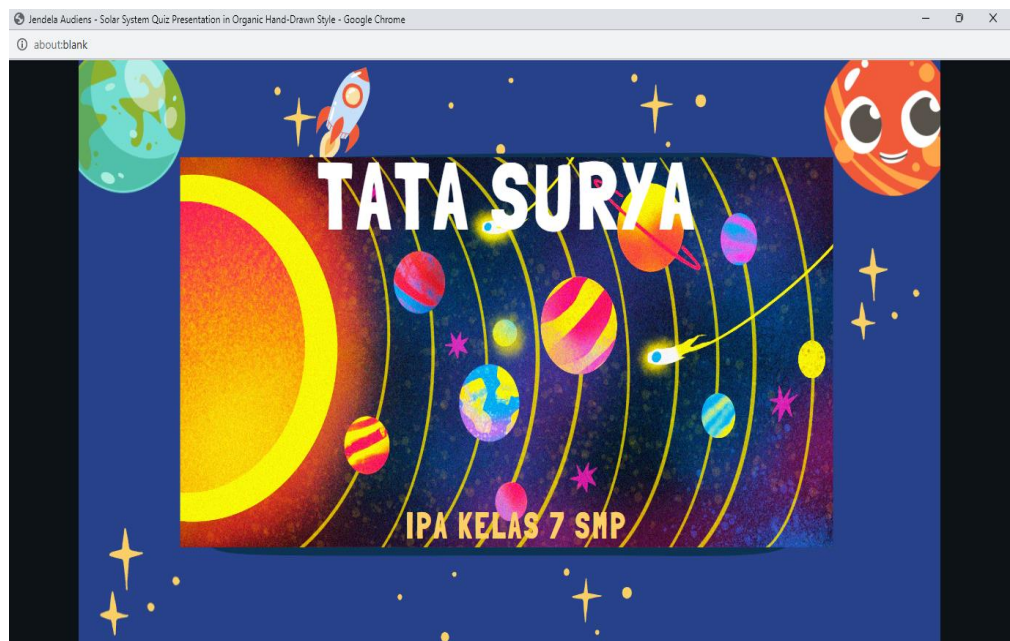 Jendela Audiens - Solar System Quiz Presentation in Organic Hand-Drawn Style - Google Chrome
about:blank
TATA SURYA
IPA KELAS 7 SMP